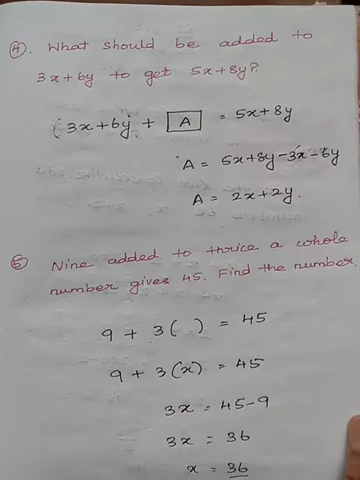 ④. What should be added to
3x+6y to get 5x+8y?
(3x+6y) + A = 5x+8y
A = 5x+8y-3x-6y
A = 2x+2y.
⑤ Nine added to thrice a whole
number gives 45. Find the number.
9 + 3( ) = 45
9 + 3(x) = 45
3x = 45-9
3x = 36
x = 36